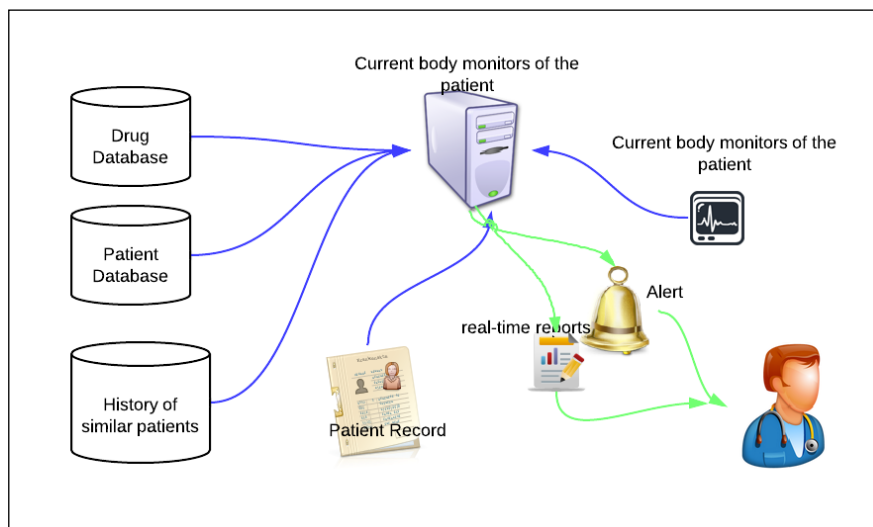 Current body monitors of the
patient
Drug
Database
Current body monitors of the
patient
Patient
Database
Alert
real-time reports
History of
similar patients
Patient Record